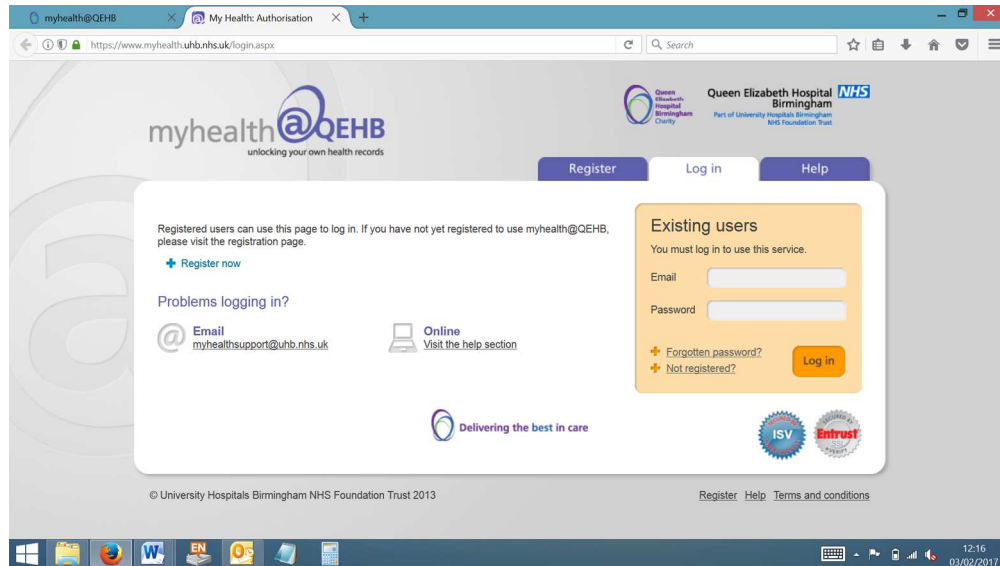 myhealth@QEHB
My Health: Authorisation
https://www.myhealth.uhb.nhs.uk/login.aspx
Search
myhealth@QEHB
unlocking your own health records
Queen
Elizabeth
Hospital
Birmingham
Charity
Queen Elizabeth Hospital NHS
Birmingham
Part of University Hospitals Birmingham
NHS Foundation Trust
Register
Log in
Help
Registered users can use this page to log in. If you have not yet registered to use myhealth@QEHB,
please visit the registration page.
Register now
Problems logging in?
Email
myhealthsupport@uhb.nhs.uk
Online
Visit the help section
Existing users
You must log in to use this service.
Email
Password
Forgotten password?
Not registered?
Log in
Delivering the best in care
ISV
SECURED BY
Entrust
SSL
VERIFY
© University Hospitals Birmingham NHS Foundation Trust 2013
Register Help Terms and conditions
EN
12:16
03/02/2017